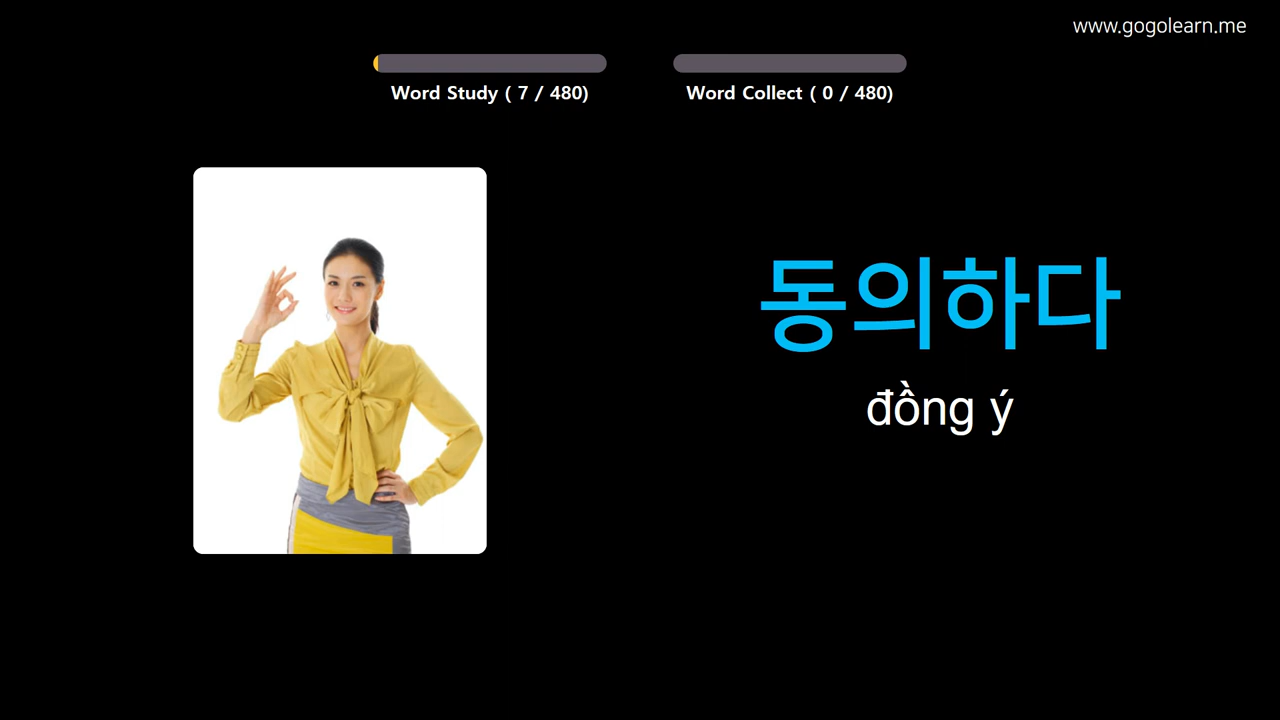 www.gogolearn.me
Word Study ( 7 / 480)
Word Collect ( 0 / 480)
동의하다
đồng ý